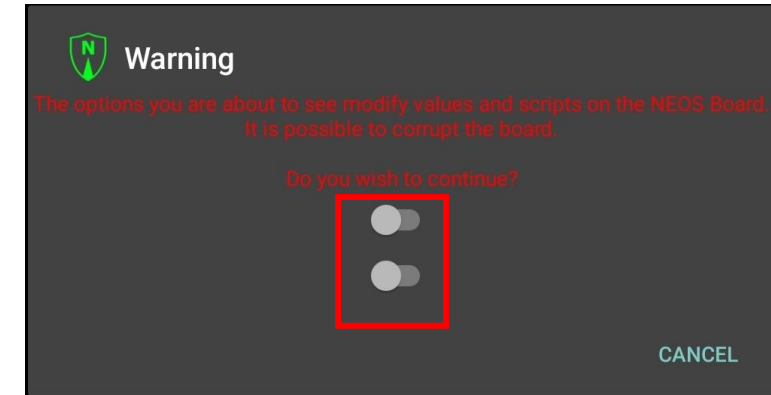 N
Warning
The options you are about to see modify values and scripts on the NEOS Board.
It is possible to corrupt the board.
Do you wish to continue?
CANCEL